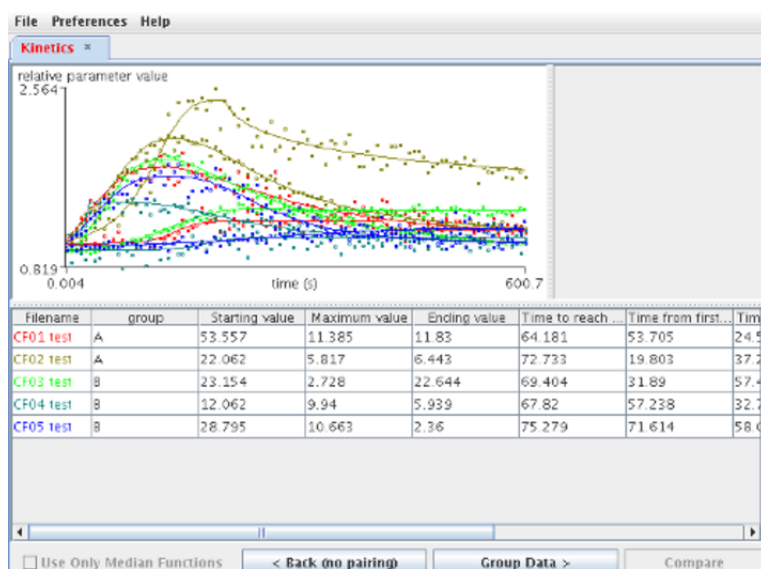 File Preferences Help
Kinetics ×
relative parameter value
2.564
0.819
0.004 time (s) 600.7
Filename group Starting value Maximum value Ending value Time to reach ... Time from first... Tim
CF01 test A 53.557 11.385 11.83 64.181 53.705 24.5
CF02 test A 22.062 5.817 6.443 72.733 19.803 37.2
CF03 test B 23.154 2.728 22.644 69.404 31.89 57.4
CF04 test B 12.062 9.94 5.939 67.82 57.238 32.7
CF05 test B 28.795 10.663 2.36 75.279 71.614 58.0
Use Only Median Functions < Back (no pairing) Group Data > Compare